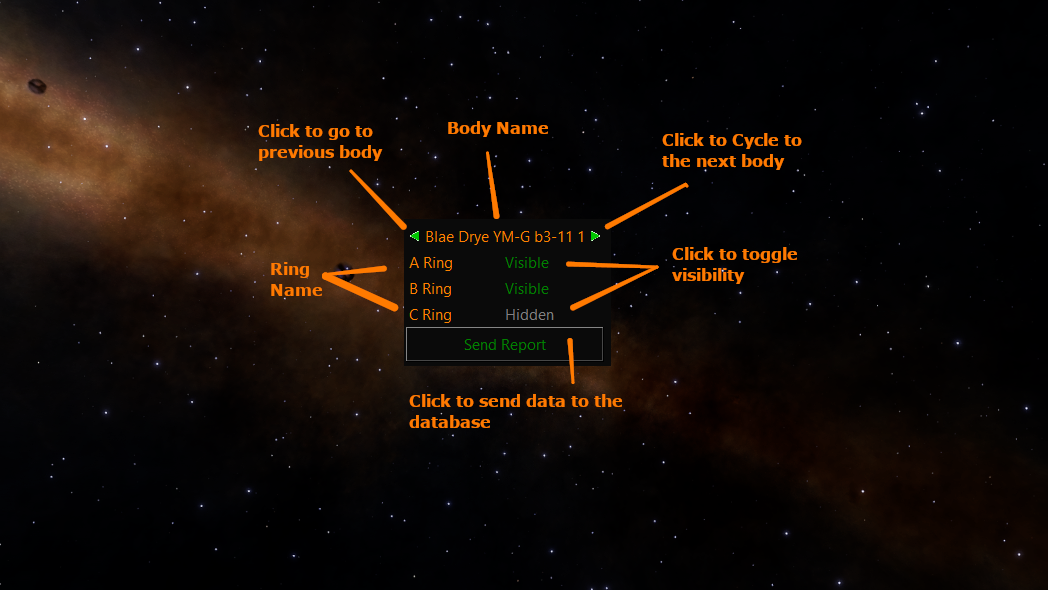 Click to go to
previous body
Body Name
Click to Cycle to
the next body
Blae Drye YM-G b3-11 1
A Ring Visible
B Ring Visible
C Ring Hidden
Send Report
Ring
Name
Click to toggle
visibility
Click to send data to the
database